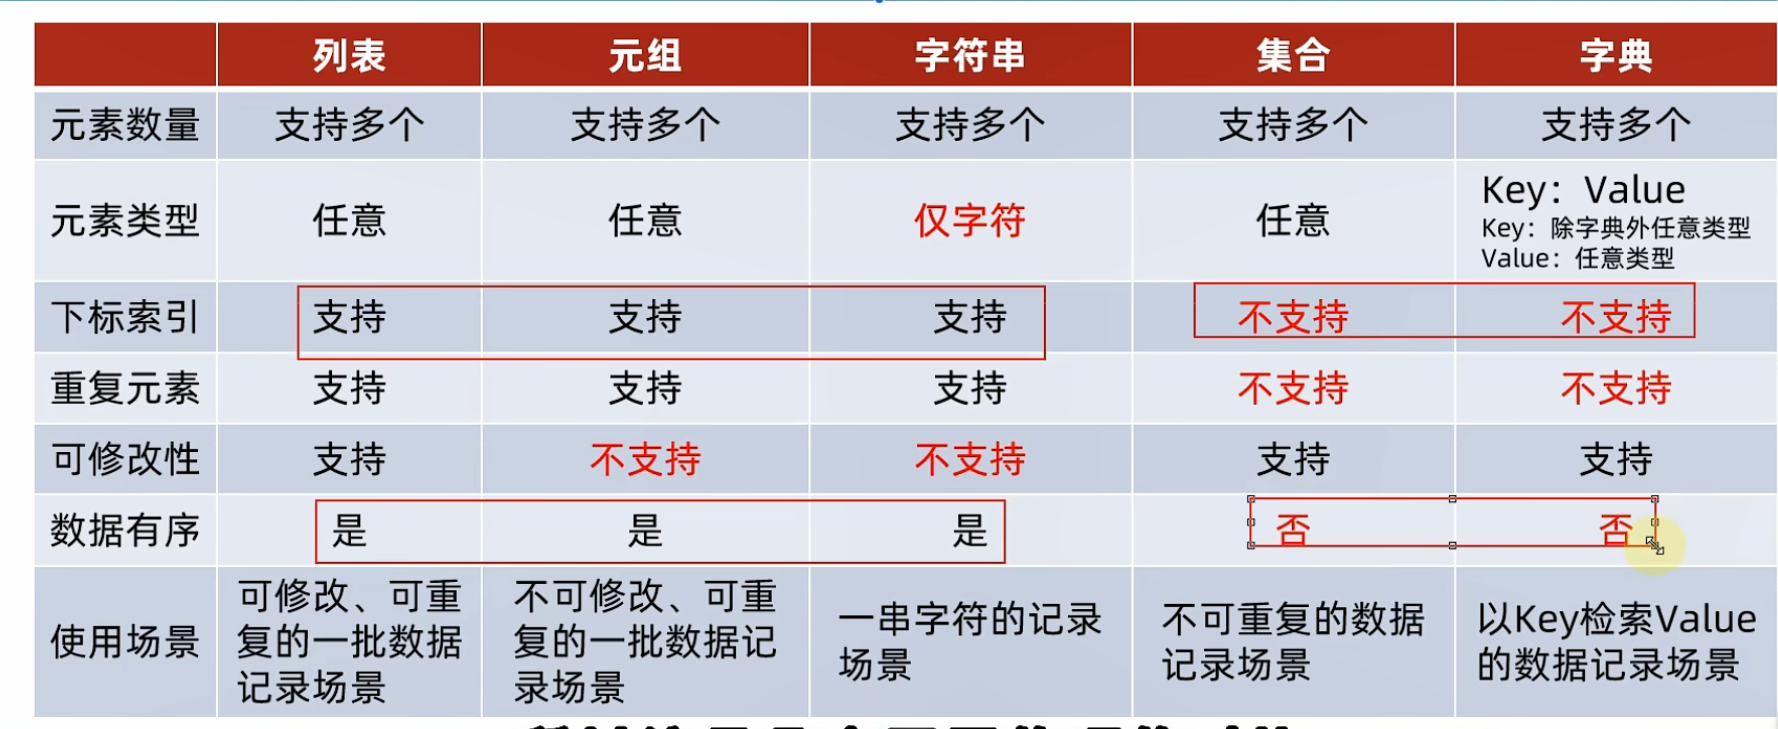 列表 元组 字符串 集合 字典
元素数量 支持多个 支持多个 支持多个 支持多个 支持多个
元素类型 任意 任意 仅字符 任意 Key：Value
Key：除字典外任意类型
Value：任意类型
下标索引 支持 支持 支持 不支持 不支持
重复元素 支持 支持 支持 不支持 不支持
可修改性 支持 不支持 不支持 支持 支持
数据有序 是 是 是 否 否
使用场景
可修改、可重
复的一批数据
记录场景
不可修改、可重
复的一批数据记
录场景
一串字符的记录
场景
不可重复的数据
记录场景
以Key检索Value
的数据记录场景